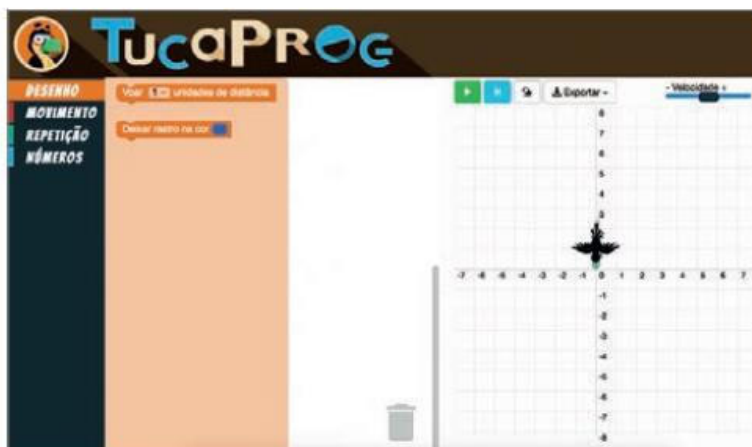 TUCAPROG
DESENHO
MOVIMENTO
REPETIÇÃO
NÚMEROS
Voar 1 unidades de distância
Deixar rastro na cor
Exportar
- Velocidade +
8
7
6
5
4
3
2
-7 -6 -5 -4 -3 -2 -1 0 1 2 3 4 5 6 7
-1
-2
-3
-4
-5
-6
-7
-8